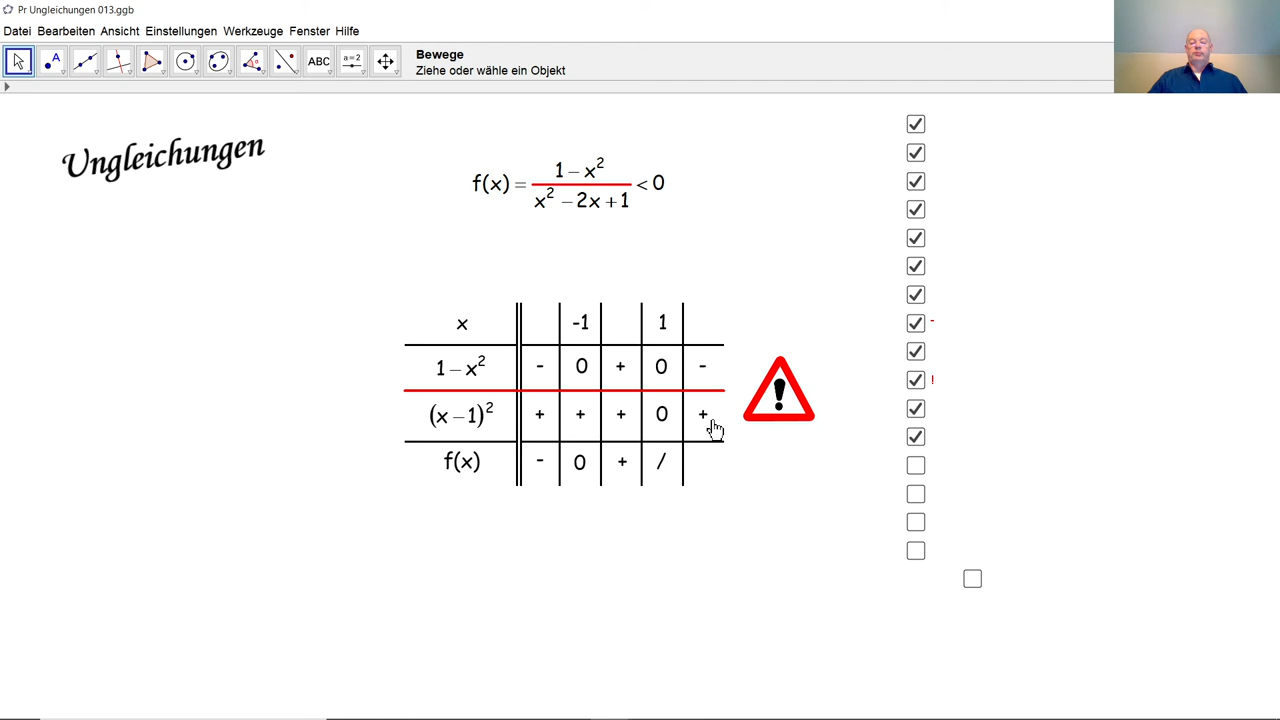 Pr Ungleichungen 013.ggb
Datei Bearbeiten Ansicht Einstellungen Werkzeuge Fenster Hilfe
A ABC a=2
Bewege
Ziehe oder wähle ein Objekt
Ungleichungen
f(x) = (1 − x²)/(x² − 2x + 1) < 0
x -1 1
1 − x² - 0 + 0 -
(x − 1)² + + + 0 +
f(x) - 0 + /
!
-
!